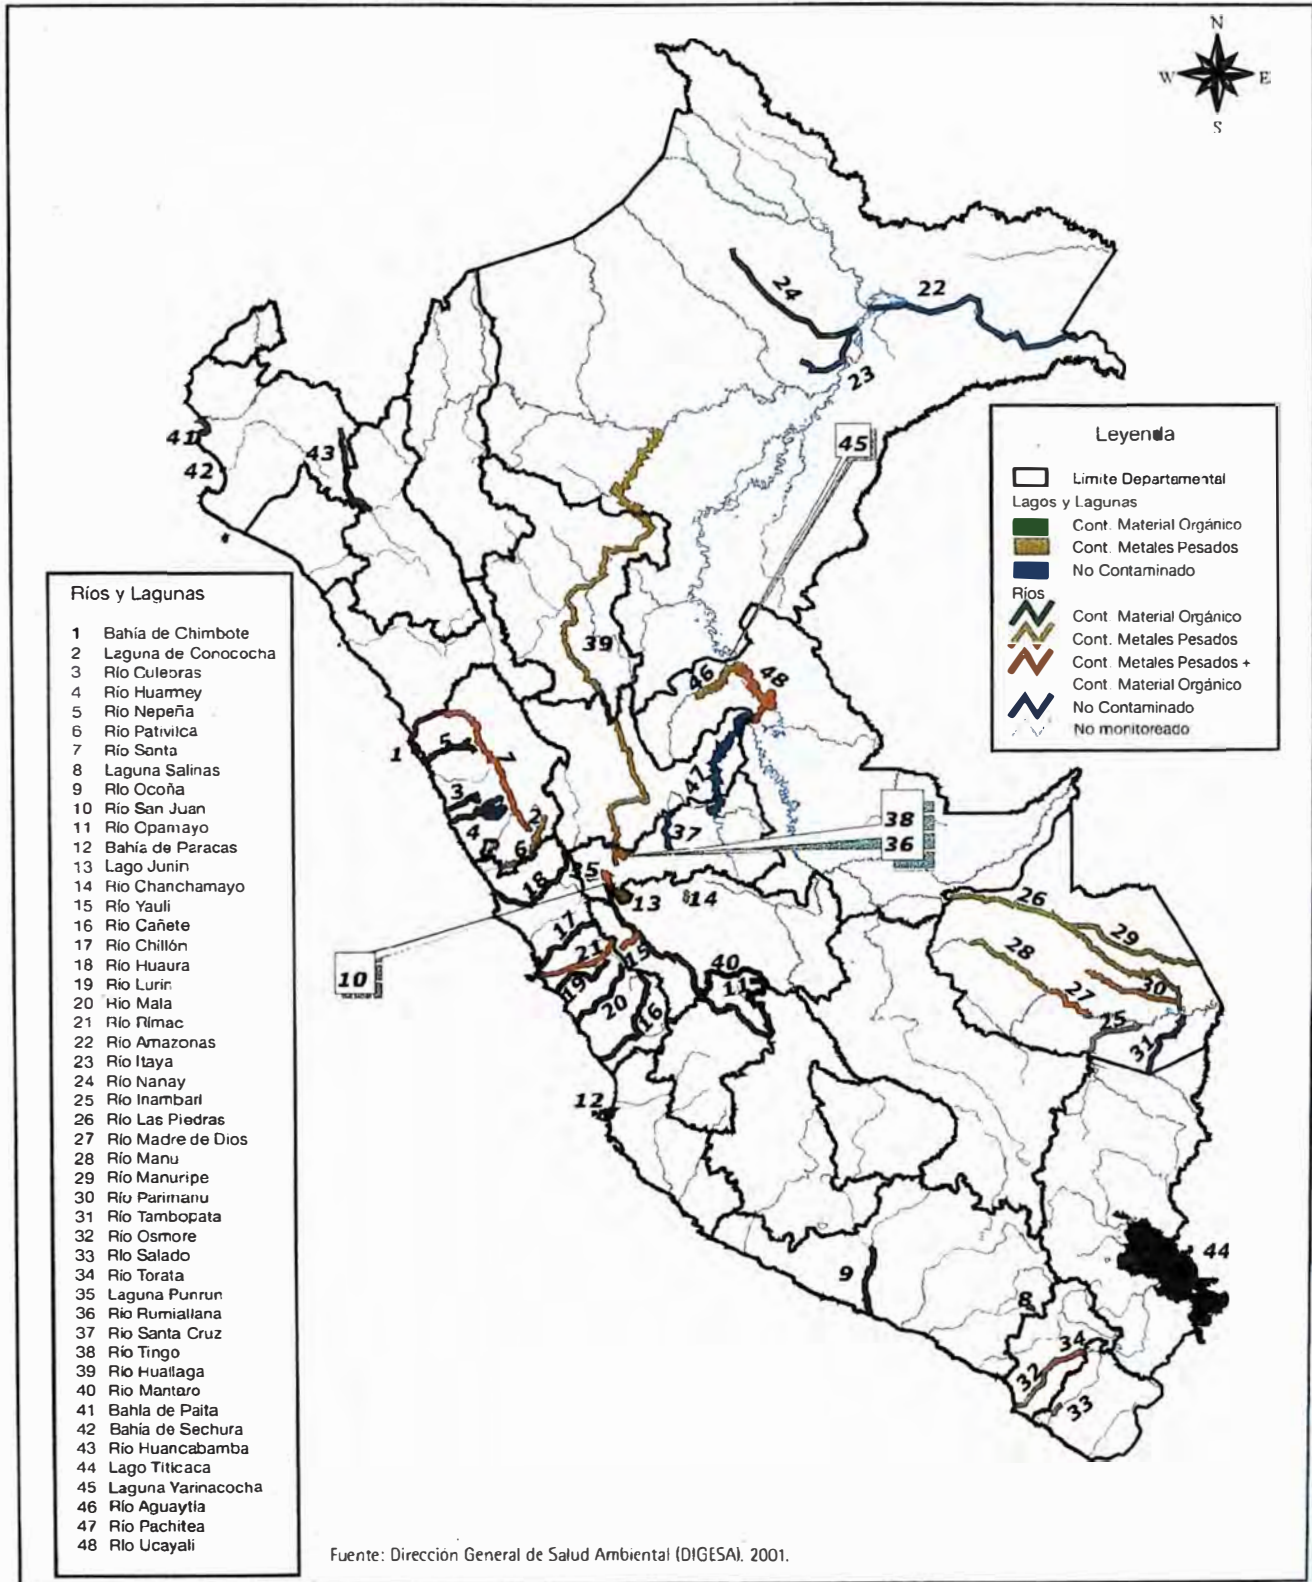 N
W E
S
24
22
23
41
42
43
45
39
46
48
47
1
5
7
3
4
2
6
37
38
36
35
18
13
14
10
17
21
15
19
20
16
40
11
12
26
29
28
30
27
25
31
9
8
44
34
32
33
Leyenda
Límite Departamental
Lagos y Lagunas
Cont. Material Orgánico
Cont. Metales Pesados
No Contaminado
Ríos
Cont. Material Orgánico
Cont. Metales Pesados
Cont. Metales Pesados +
Cont. Material Orgánico
No Contaminado
No monitoreado
Ríos y Lagunas
1 Bahía de Chimbote
2 Laguna de Conococha
3 Río Culebras
4 Río Huarmey
5 Río Nepeña
6 Río Pativilca
7 Río Santa
8 Laguna Salinas
9 Río Ocoña
10 Río San Juan
11 Río Opamayo
12 Bahía de Paracas
13 Lago Junín
14 Río Chanchamayo
15 Río Yauli
16 Río Cañete
17 Río Chillón
18 Río Huaura
19 Río Lurín
20 Río Mala
21 Río Rímac
22 Río Amazonas
23 Río Itaya
24 Río Nanay
25 Río Inambari
26 Río Las Piedras
27 Río Madre de Dios
28 Río Manu
29 Río Manuripe
30 Río Parimanu
31 Río Tambopata
32 Río Osmore
33 Río Salado
34 Río Torata
35 Laguna Punrun
36 Río Rumiallana
37 Río Santa Cruz
38 Río Tingo
39 Río Huallaga
40 Río Mantaro
41 Bahía de Paita
42 Bahía de Sechura
43 Río Huancabamba
44 Lago Titicaca
45 Laguna Yarinacocha
46 Río Aguaytía
47 Río Pachitea
48 Río Ucayali
Fuente: Dirección General de Salud Ambiental (DIGESA). 2001.